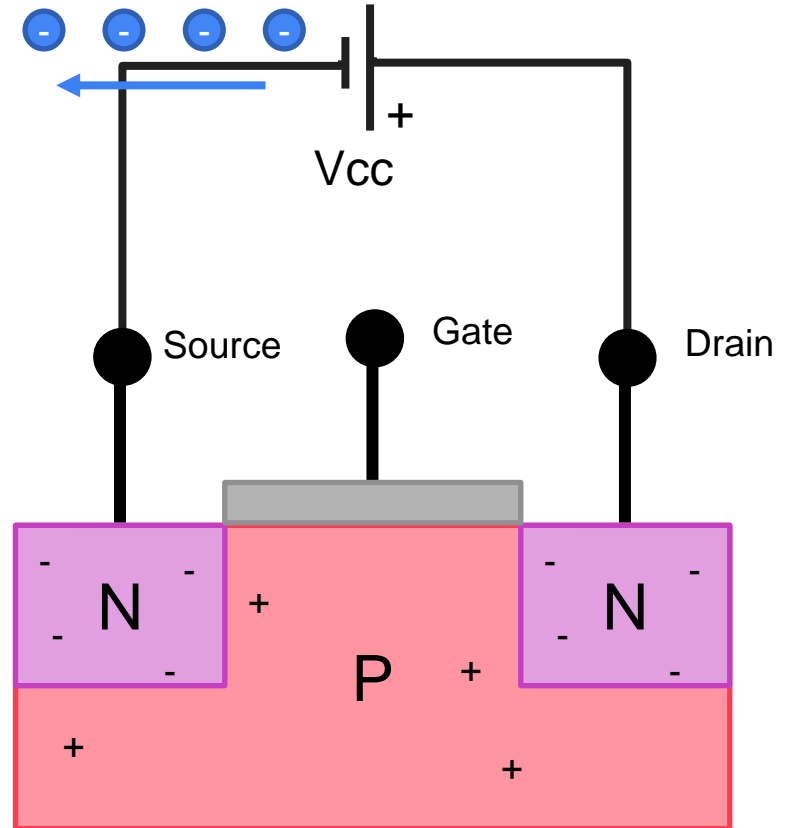 - - - -
+
Vcc
Source
Gate
Drain
- - - -
N N
- -
- -
+
P +
+
+